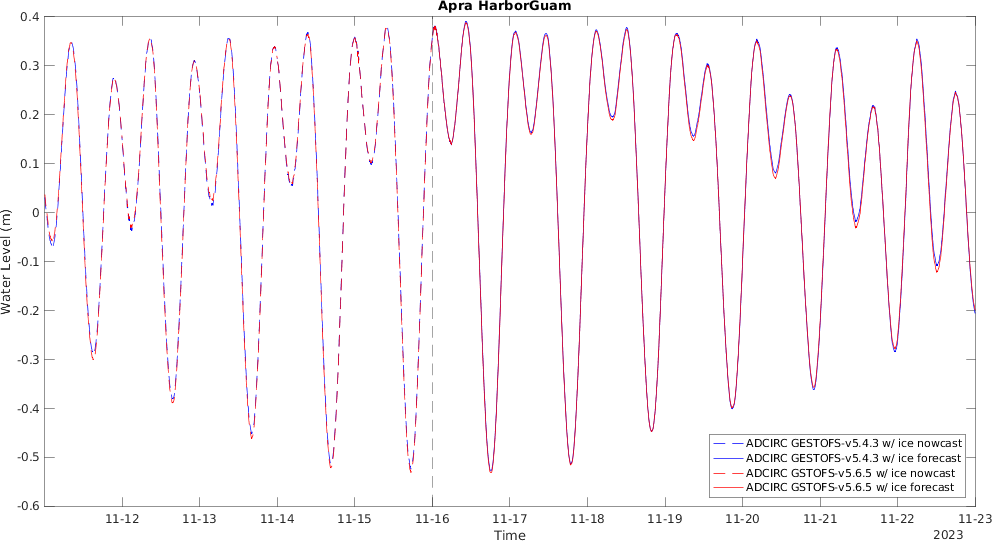 Apra HarborGuam
0.4
0.3
0.2
0.1
0
-0.1
-0.2
-0.3
-0.4
-0.5
-0.6
Water Level (m)
ADCIRC GESTOFS-v5.4.3 w/ ice nowcast
ADCIRC GESTOFS-v5.4.3 w/ ice forecast
ADCIRC GSTOFS-v5.6.5 w/ ice nowcast
ADCIRC GSTOFS-v5.6.5 w/ ice forecast
11-12 11-13 11-14 11-15 11-16 11-17 11-18 11-19 11-20 11-21 11-22 11-23
Time
2023